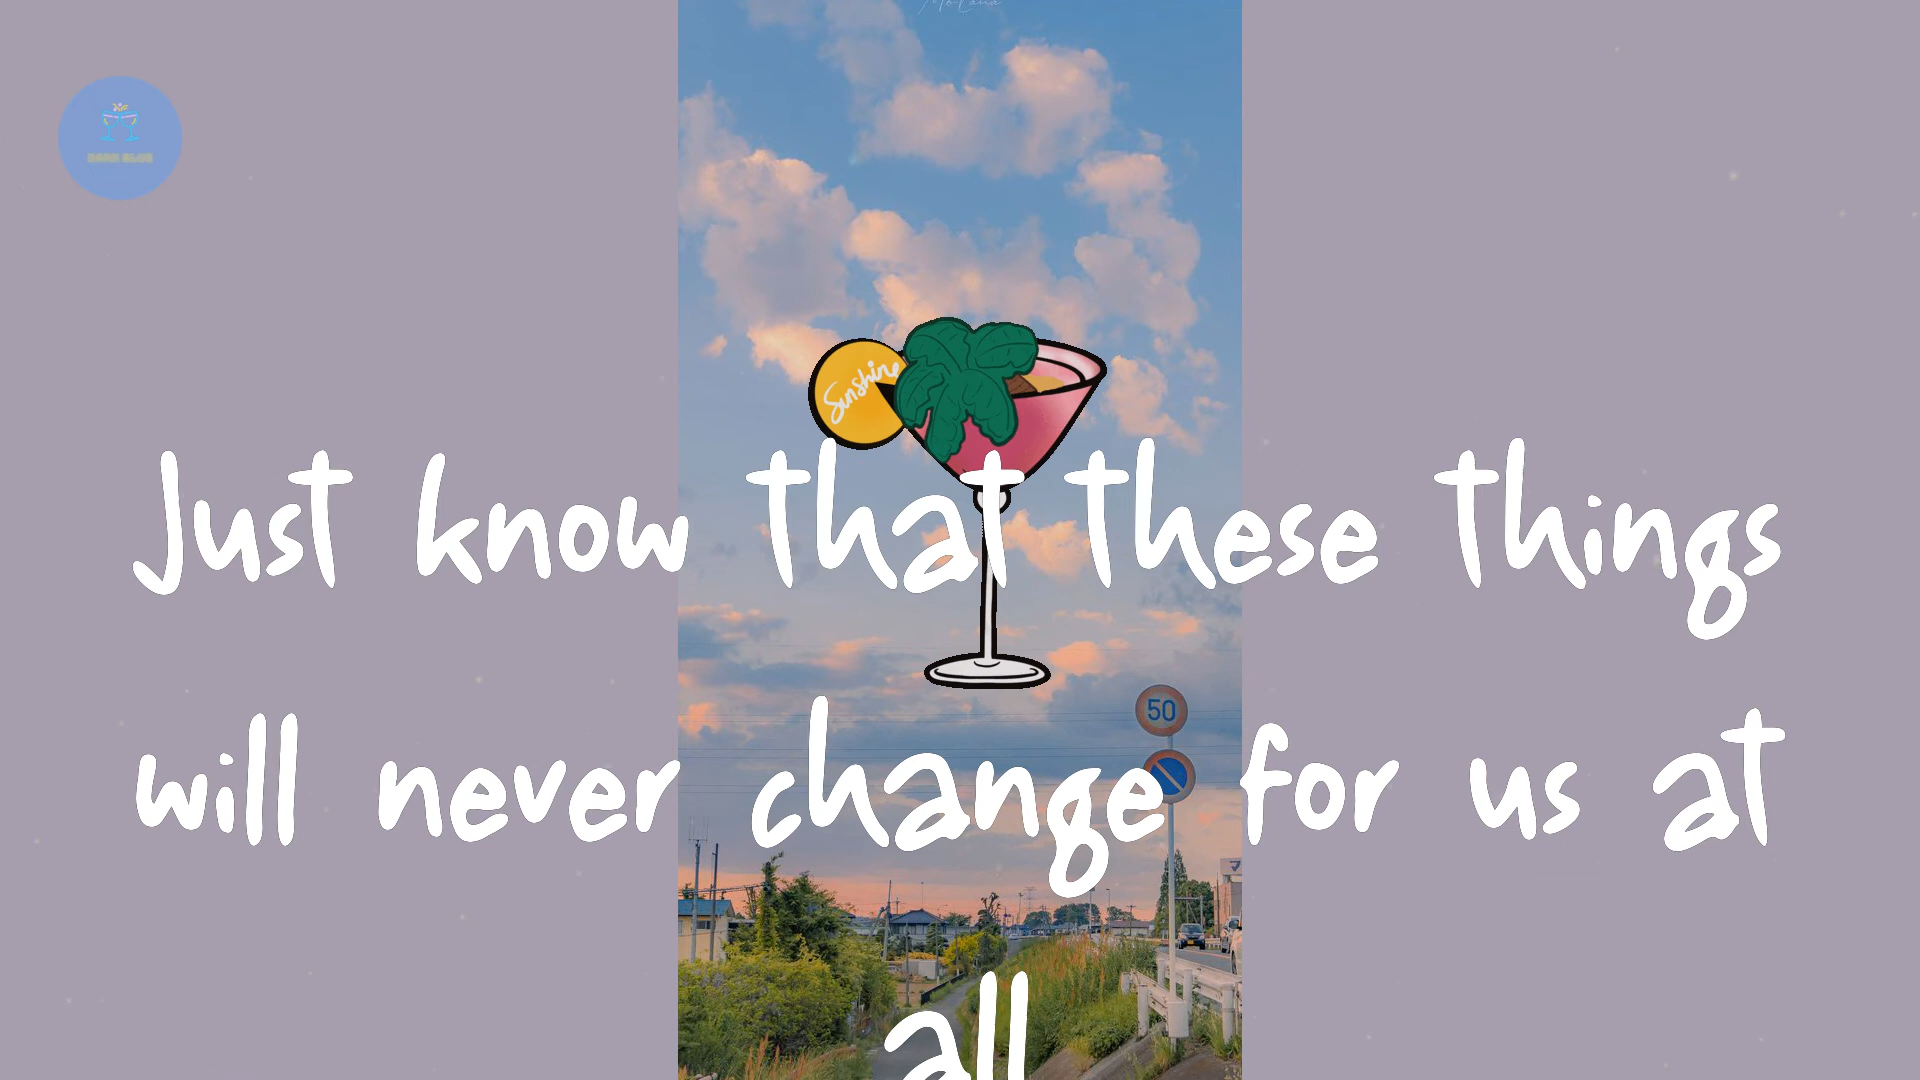 Sunshine
Just know that these things
50
will never change for us at
all